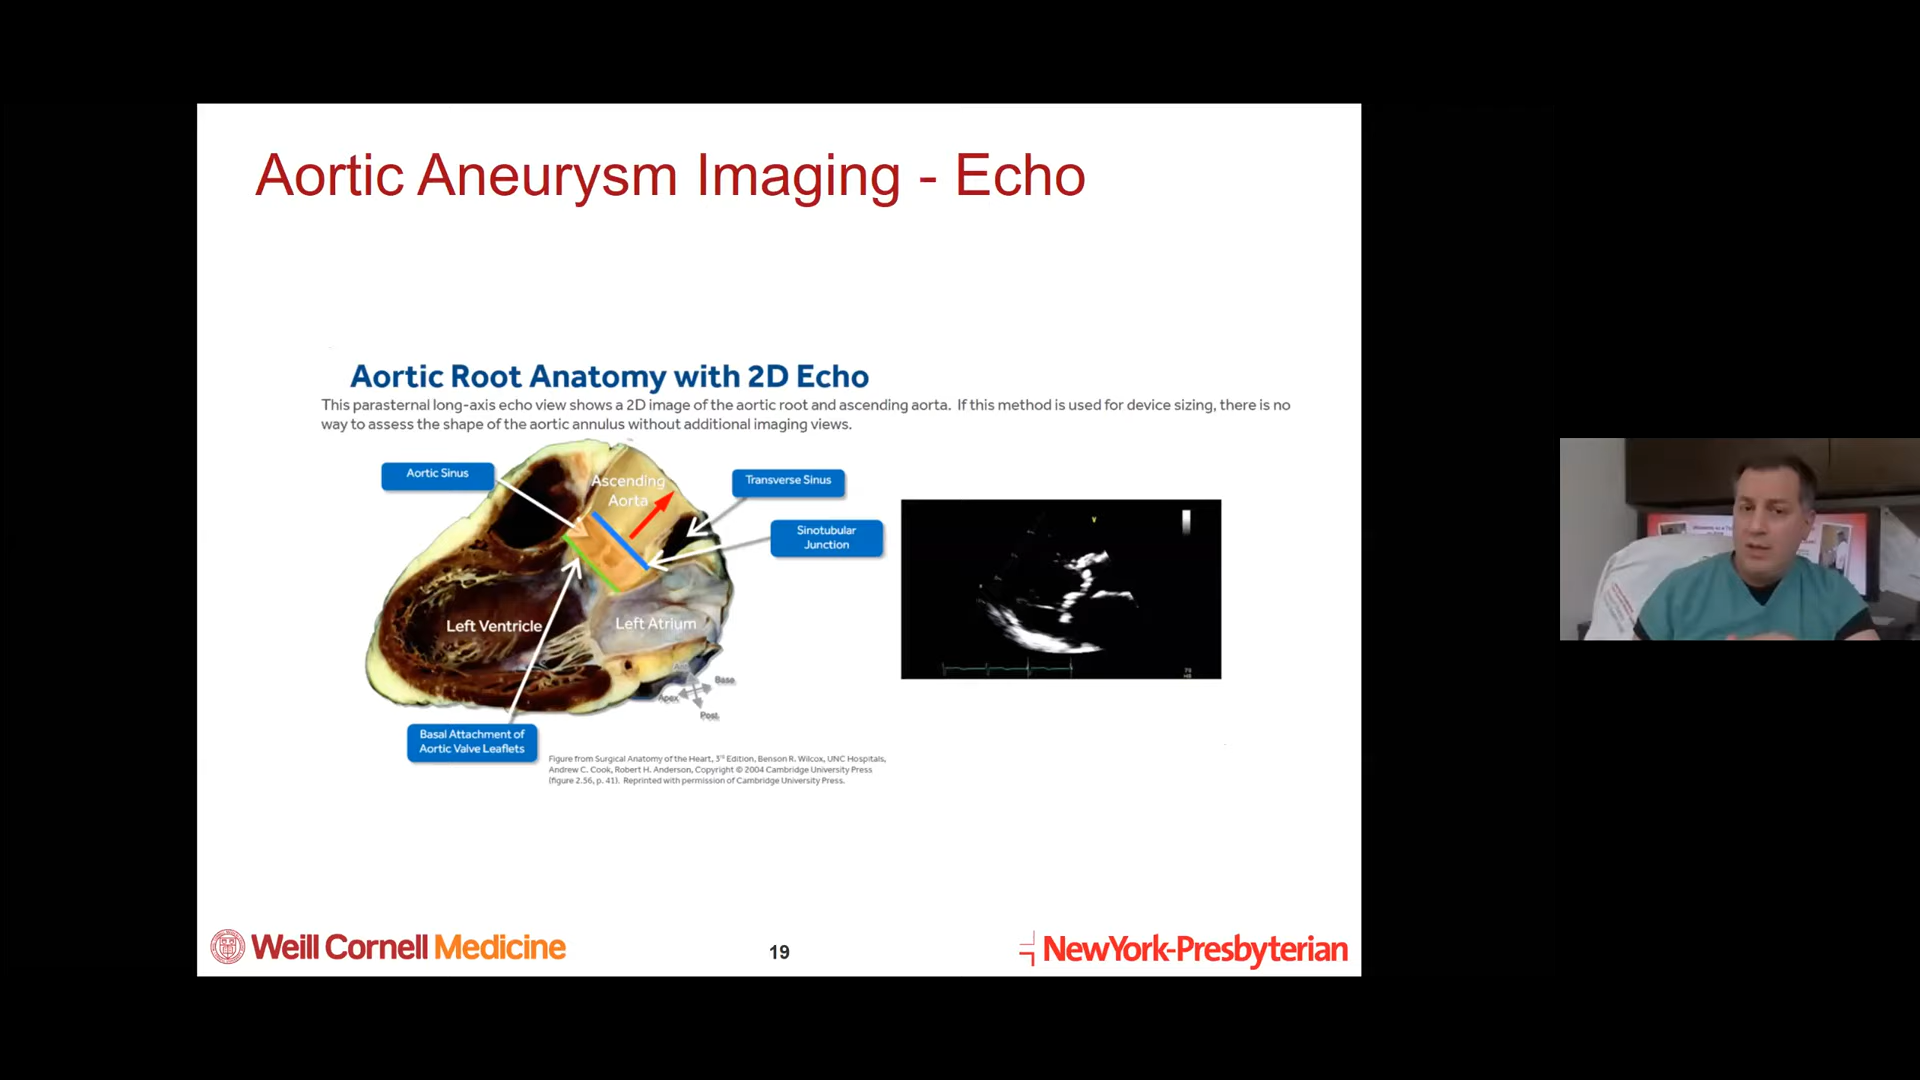 Aortic Aneurysm Imaging - Echo
Aortic Root Anatomy with 2D Echo
This parasternal long-axis echo view shows a 2D image of the aortic root and ascending aorta. If this method is used for device sizing, there is no
way to assess the shape of the aortic annulus without additional imaging views.
Aortic Sinus
Ascending
Aorta
Transverse Sinus
Sinotubular
Junction
V
Left Ventricle
Left Atrium
Ant.
Base
Apex
Post.
Basal Attachment of
Aortic Valve Leaflets
Figure from Surgical Anatomy of the Heart, 3rd Edition, Benson R. Wilcox, UNC Hospitals,
Andrew C. Cook, Robert H. Anderson, Copyright © 2004 Cambridge University Press
(figure 2.56, p. 41). Reprinted with permission of Cambridge University Press.
Weill Cornell Medicine
19
NewYork-Presbyterian